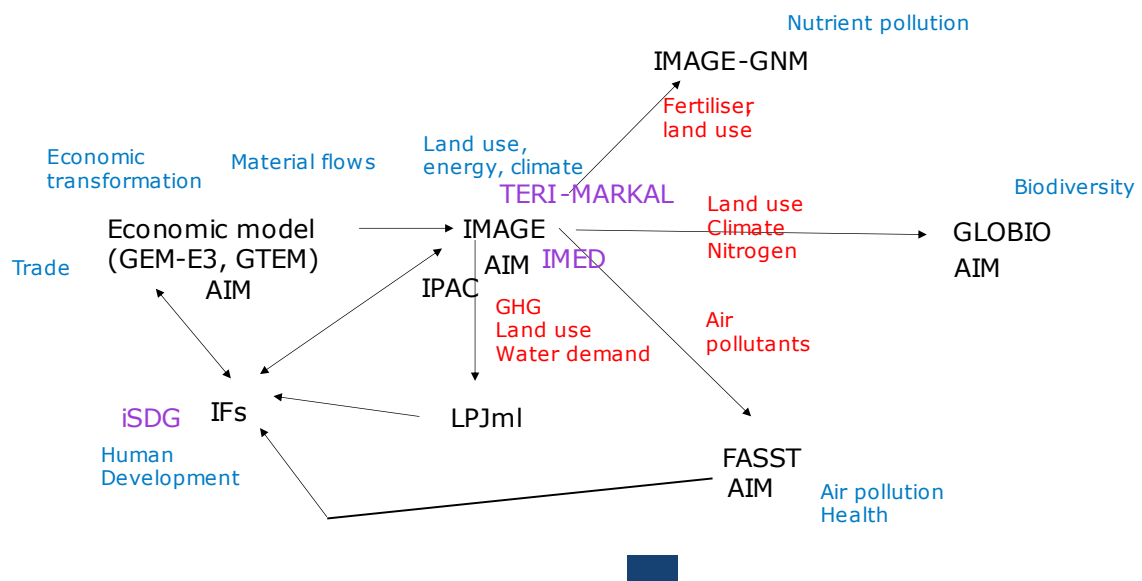 Nutrient pollution
IMAGE-GNM
Fertiliser,
land use
Land use,
energy, climate
Economic
transformation
Material flows
TERI-MARKAL
Biodiversity
Land use
Climate
Nitrogen
Economic model
(GEM-E3, GTEM)
AIM
IMAGE
AIM
IMED
IPAC
GLOBIO
AIM
Trade
GHG
Land use
Water demand
Air
pollutants
iSDG
IFs
LPJml
Human
Development
FASST
AIM
Air pollution
Health